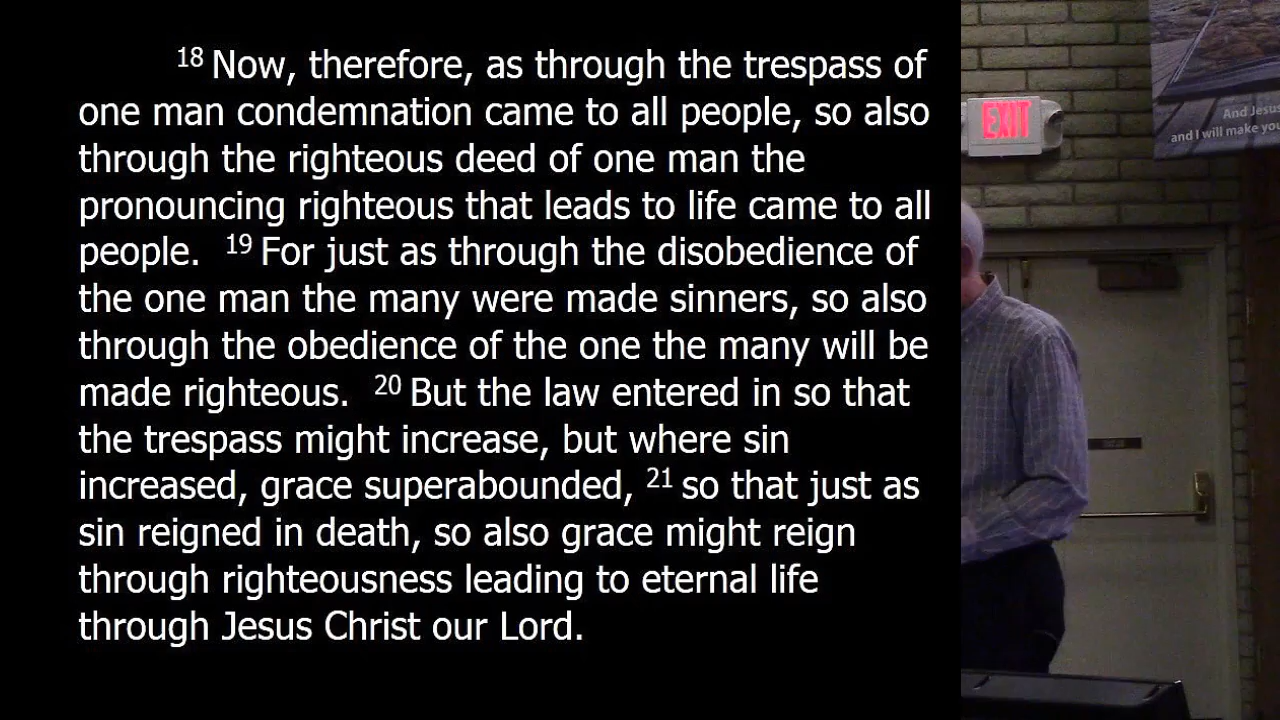 18 Now, therefore, as through the trespass of
one man condemnation came to all people, so also
through the righteous deed of one man the
pronouncing righteous that leads to life came to all
people. 19 For just as through the disobedience of
the one man the many were made sinners, so also
through the obedience of the one the many will be
made righteous. 20 But the law entered in so that
the trespass might increase, but where sin
increased, grace superabounded, 21 so that just as
sin reigned in death, so also grace might reign
through righteousness leading to eternal life
through Jesus Christ our Lord.
EXIT
And Jesus
and I will make you